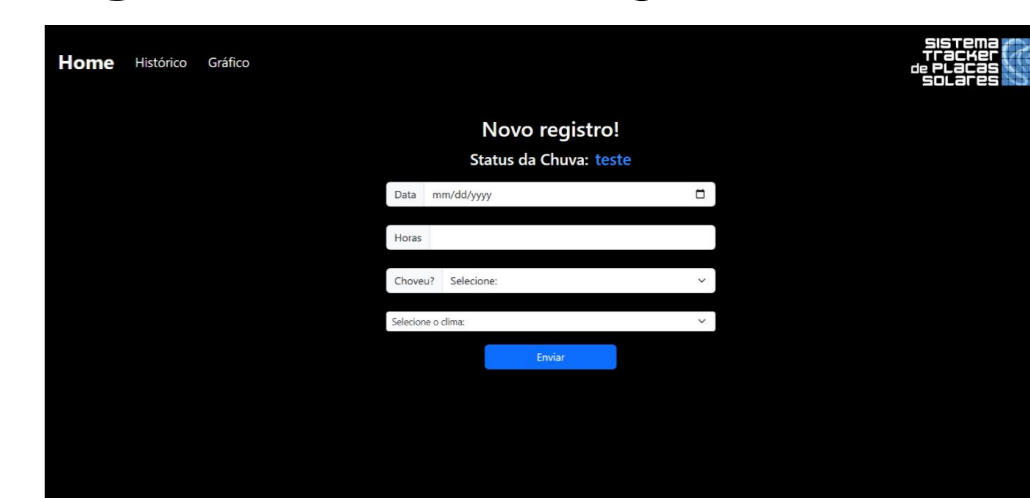 Home Histórico Gráfico
sistema
Tracker
de PLacas
soLares
Novo registro!
Status da Chuva: teste
Data mm/dd/yyyy
Horas
Choveu? Selecione:
Selecione o clima:
Enviar